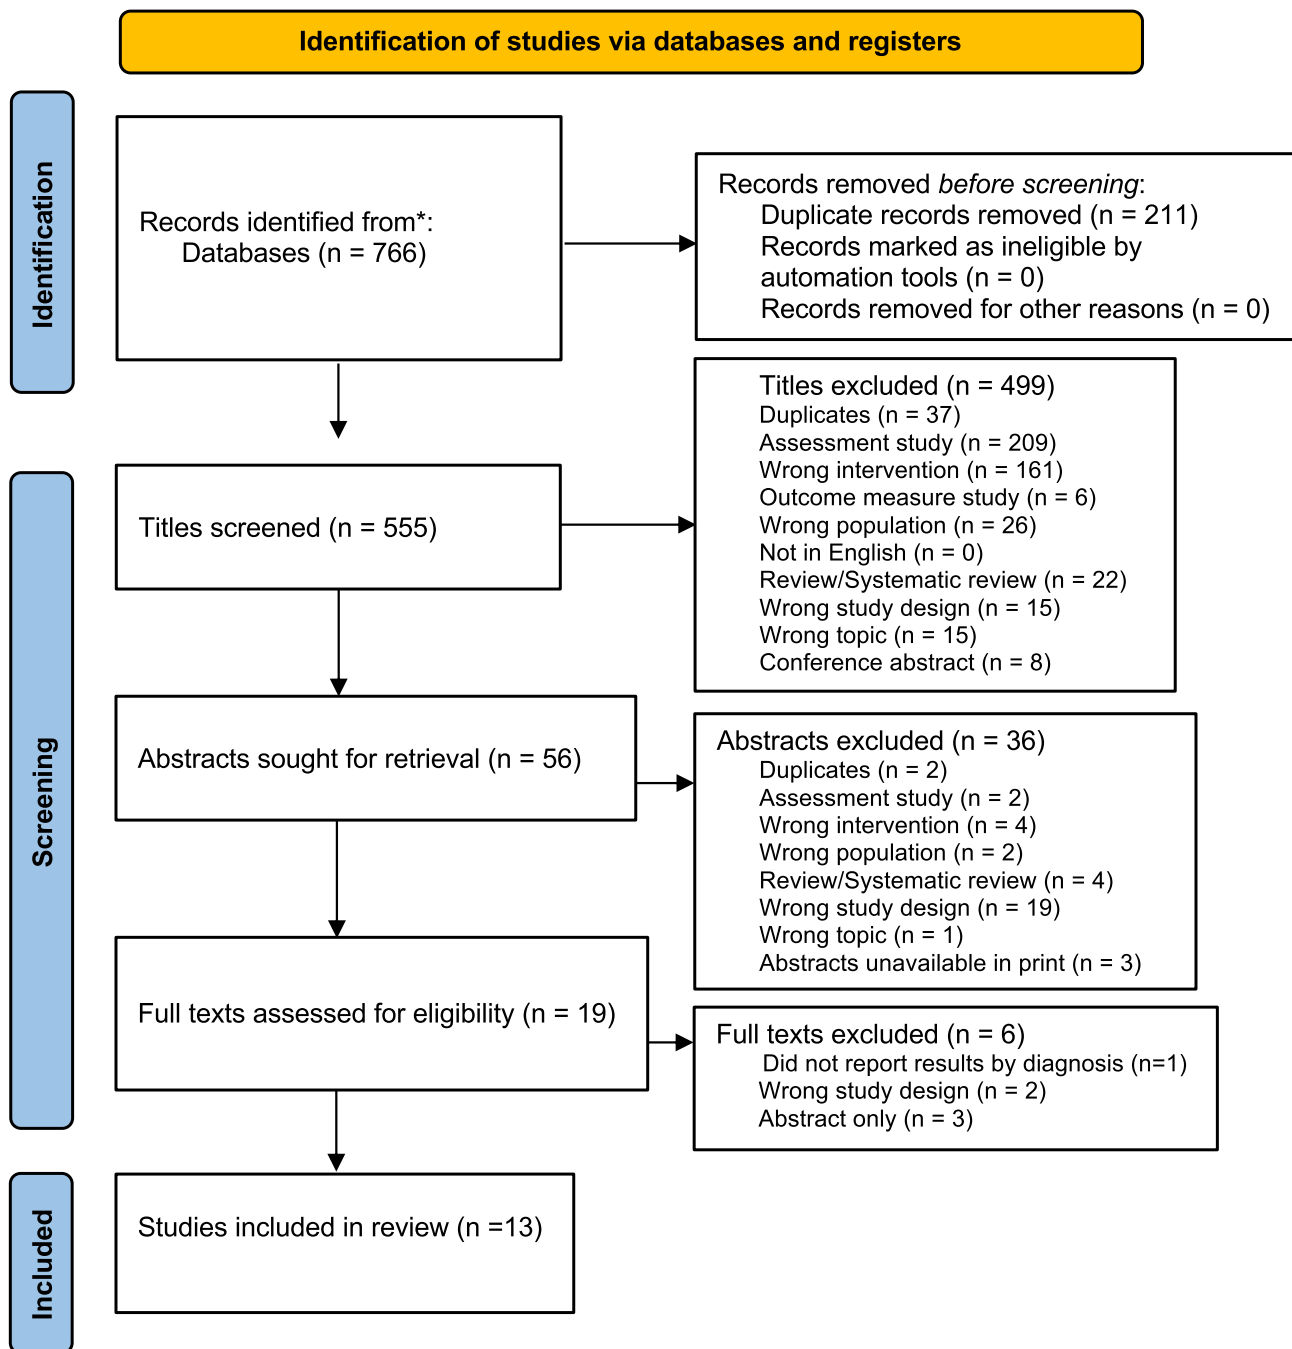 Identification of studies via databases and registers
Identification
Records identified from*:
Databases (n = 766)
Records removed before screening:
Duplicate records removed (n = 211)
Records marked as ineligible by
automation tools (n = 0)
Records removed for other reasons (n = 0)
Screening
Titles screened (n = 555)
Titles excluded (n = 499)
Duplicates (n = 37)
Assessment study (n = 209)
Wrong intervention (n = 161)
Outcome measure study (n = 6)
Wrong population (n = 26)
Not in English (n = 0)
Review/Systematic review (n = 22)
Wrong study design (n = 15)
Wrong topic (n = 15)
Conference abstract (n = 8)
Abstracts sought for retrieval (n = 56)
Abstracts excluded (n = 36)
Duplicates (n = 2)
Assessment study (n = 2)
Wrong intervention (n = 4)
Wrong population (n = 2)
Review/Systematic review (n = 4)
Wrong study design (n = 19)
Wrong topic (n = 1)
Abstracts unavailable in print (n = 3)
Full texts assessed for eligibility (n = 19)
Full texts excluded (n = 6)
Did not report results by diagnosis (n=1)
Wrong study design (n = 2)
Abstract only (n = 3)
Included
Studies included in review (n =13)